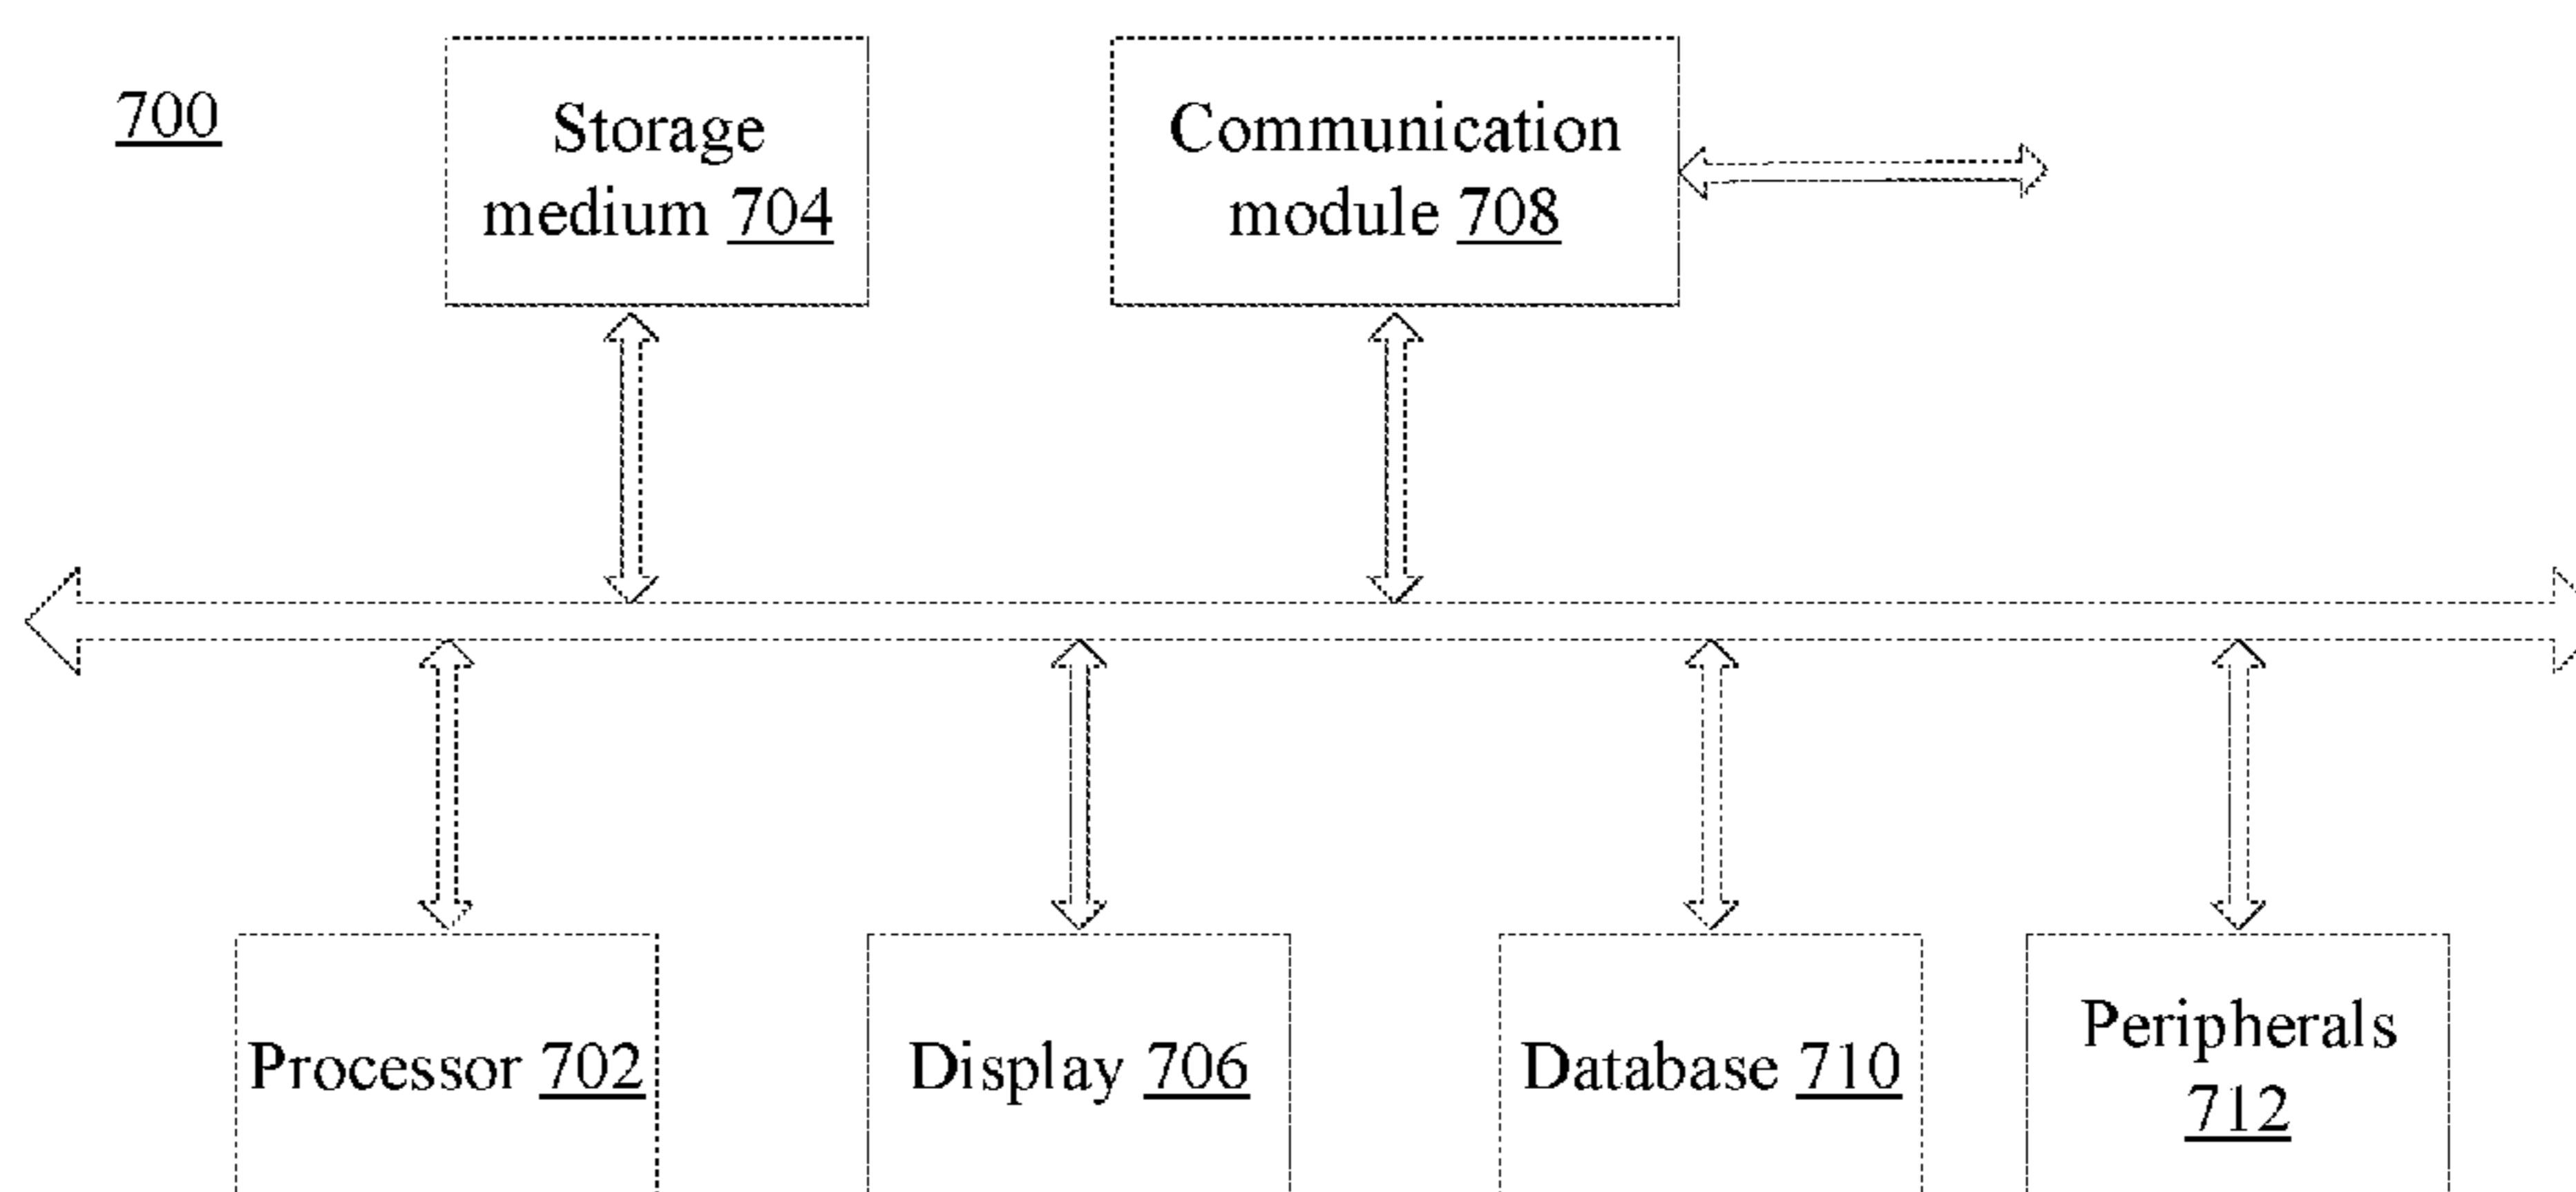 700
Storage
medium 704
Communication
module 708
Processor 702
Display 706
Database 710
Peripherals
712